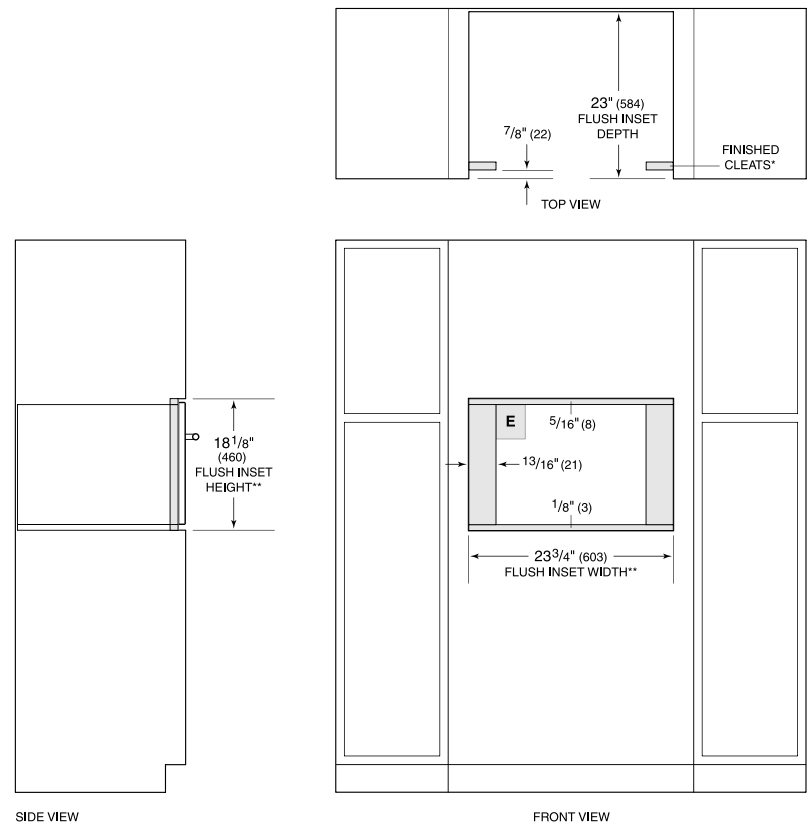 23" (584)
FLUSH INSET
DEPTH
7/8" (22)
FINISHED
CLEATS*
TOP VIEW
18 1/8"
(460)
FLUSH INSET
HEIGHT**
E
5/16" (8)
13/16" (21)
1/8" (3)
23 3/4" (603)
FLUSH INSET WIDTH**
SIDE VIEW
FRONT VIEW